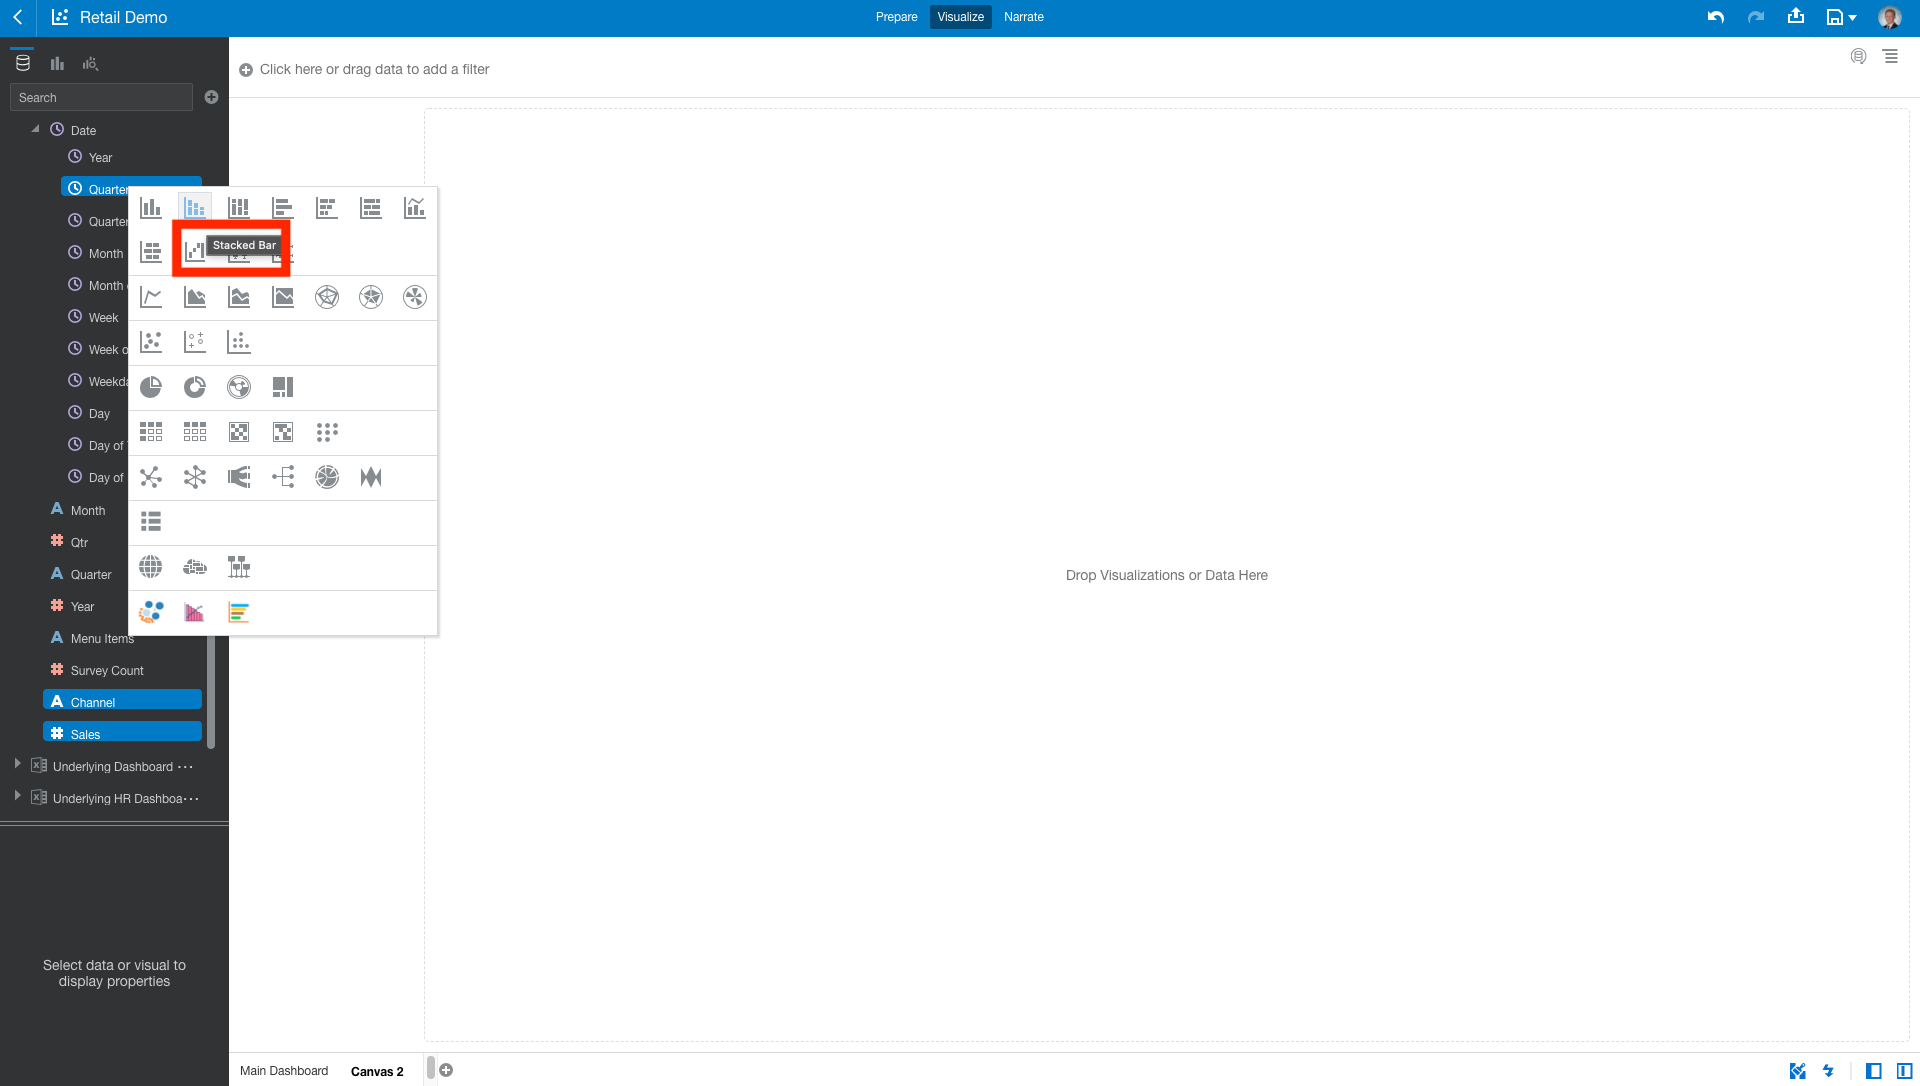 Retail Demo
Prepare
Visualize
Narrate
Search
Click here or drag data to add a filter
Date
Year
Quarter
Quarter
Month
Month
Week
Week o
Weekda
Day
Day of
Day of
Stacked Bar
Month
Qtr
Quarter
Year
Menu Items
Survey Count
Channel
Sales
Underlying Dashboard ···
Underlying HR Dashboa···
Drop Visualizations or Data Here
Select data or visual to
display properties
Main Dashboard
Canvas 2